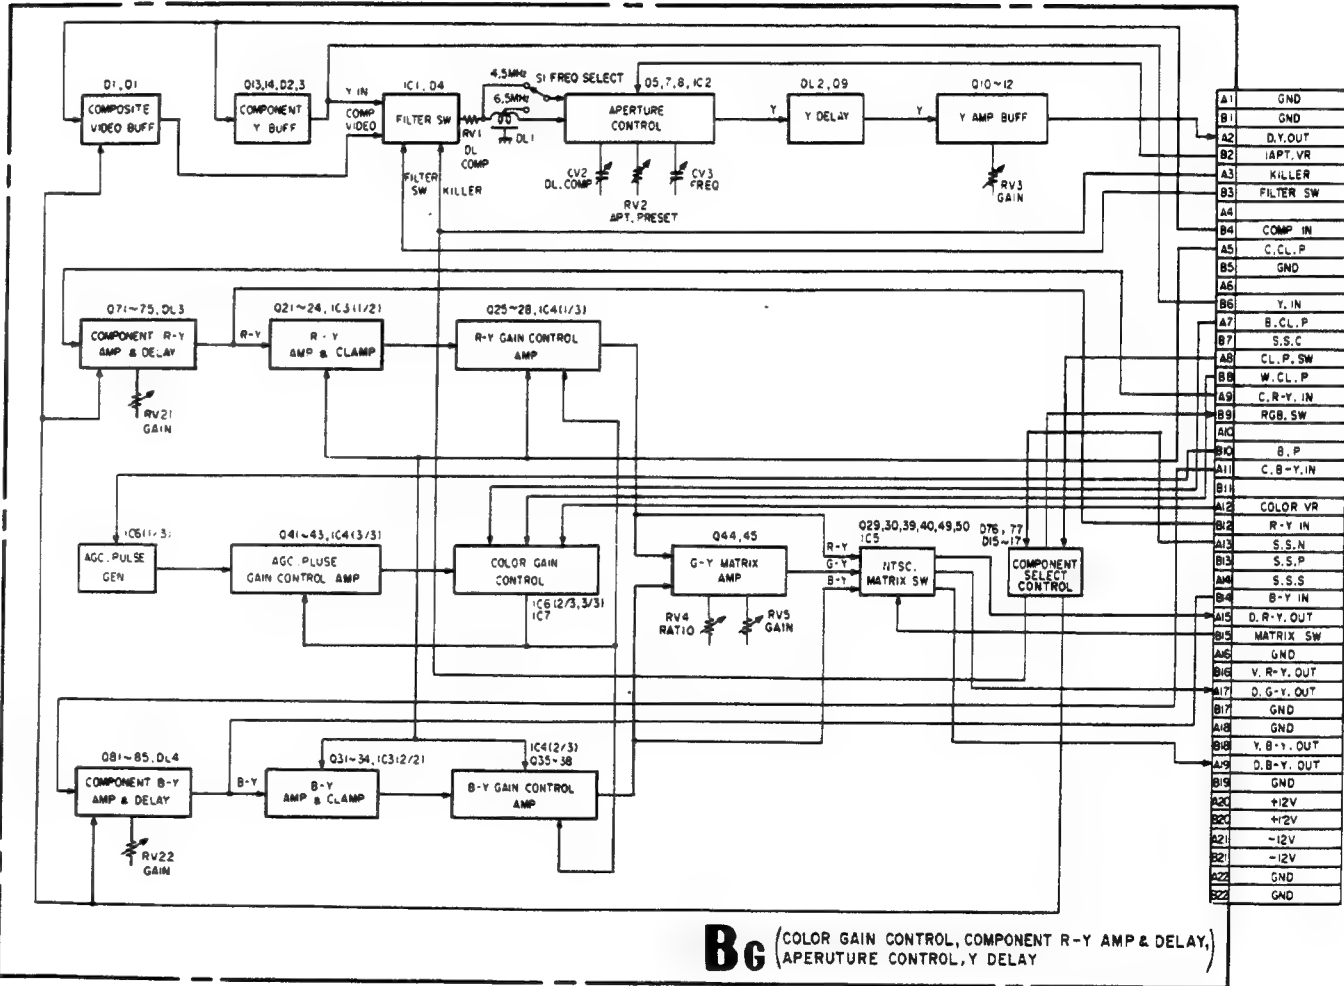 D1, Q1
COMPOSITE
VIDEO BUFF
Q13,14,D2,3
COMPONENT
Y BUFF
Y IN
COMP
VIDEO
IC1, D4
FILTER SW
FILTER
SW
KILLER
RV1
DL
COMP
4.5MHz
6.5MHz
S1 FREQ SELECT
DL1
Q5,7,8, IC2
APERTURE
CONTROL
CV2
DL.COMP
RV2
APT.PRESET
CV3
FREQ
Y
DL2, Q9
Y DELAY
Y
Q10~12
Y AMP BUFF
RV3
GAIN
Q71~75, DL3
COMPONENT R-Y
AMP & DELAY
RV21
GAIN
R-Y
Q21~24, IC3(1/2)
R-Y
AMP & CLAMP
Q25~28, IC4(1/3)
R-Y GAIN CONTROL
AMP
IC6(1/3)
AGC.PULSE
GEN
Q41~43, IC4(3/3)
AGC.PLUSE
GAIN CONTROL AMP
COLOR GAIN
CONTROL
IC6(2/3,3/3)
IC7
Q44, 45
G-Y MATRIX
AMP
RV4
RATIO
RV5
GAIN
R-Y
G-Y
B-Y
Q29,30,39,40,49,50
IC5
NTSC.
MATRIX SW
D76, 77
D15~17
COMPONENT
SELECT
CONTROL
Q81~85, DL4
COMPONENT B-Y
AMP & DELAY
RV22
GAIN
B-Y
Q31~34, IC3(2/2)
B-Y
AMP & CLAMP
IC4(2/3)
Q35~38
B-Y GAIN CONTROL
AMP
A1 GND
B1 GND
A2 D.Y.OUT
B2 IAPT.VR
A3 KILLER
B3 FILTER SW
A4
B4 COMP IN
A5 C.CL.P
B5 GND
A6
B6 Y.IN
A7 B.CL.P
B7 S.S.C
A8 CL.P.SW
B8 W.CL.P
A9 C.R-Y.IN
B9 RGB.SW
A10
B10 B.P
A11 C.B-Y.IN
B11
A12 COLOR VR
B12 R-Y IN
A13 S.S.N
B13 S.S.P
A14 S.S.S
B14 B-Y IN
A15 D.R-Y.OUT
B15 MATRIX SW
A16 GND
B16 V.R-Y.OUT
A17 D.G-Y.OUT
B17 GND
A18 GND
B18 Y.B-Y.OUT
A19 D.B-Y.OUT
B19 GND
A20 +12V
B20 +12V
A21 -12V
B21 -12V
A22 GND
B22 GND
BG (COLOR GAIN CONTROL, COMPONENT R-Y AMP & DELAY,
APERUTURE CONTROL, Y DELAY)